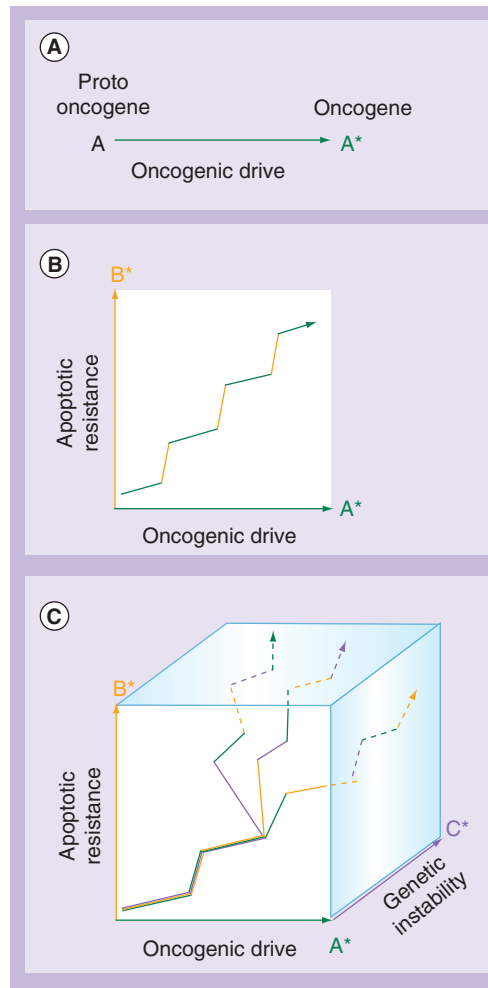 A
Proto
oncogene
Oncogene
A
A*
Oncogenic drive
B
B*
Apoptotic
resistance
A*
Oncogenic drive
C
B*
Apoptotic
resistance
C*
Genetic
instability
Oncogenic drive
A*